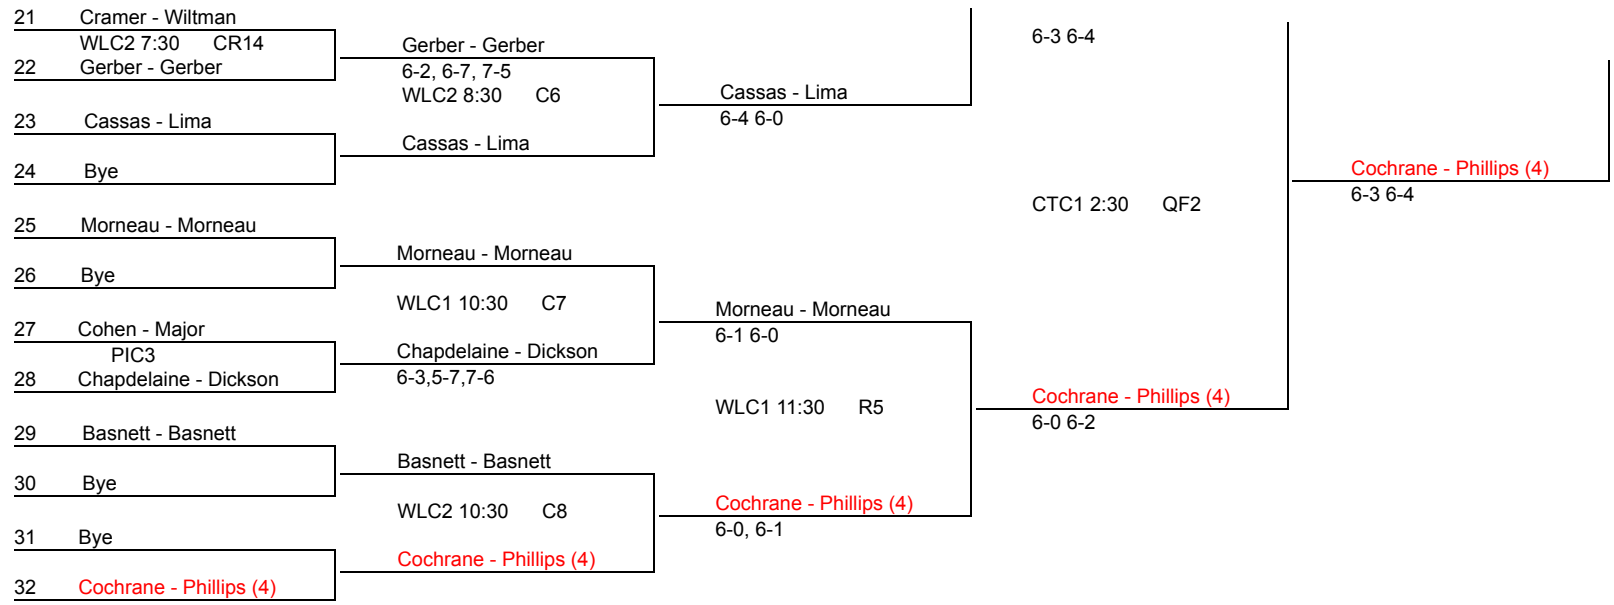 21 Cramer - Wiltman
WLC2 7:30 CR14
22 Gerber - Gerber
23 Cassas - Lima
24 Bye
25 Morneau - Morneau
26 Bye
27 Cohen - Major
PIC3
28 Chapdelaine - Dickson
29 Basnett - Basnett
30 Bye
31 Bye
32 Cochrane - Phillips (4)
Gerber - Gerber
6-2, 6-7, 7-5
WLC2 8:30 C6
Cassas - Lima
Morneau - Morneau
WLC1 10:30 C7
Chapdelaine - Dickson
6-3,5-7,7-6
Basnett - Basnett
WLC2 10:30 C8
Cochrane - Phillips (4)
Cassas - Lima
6-4 6-0
Morneau - Morneau
6-1 6-0
WLC1 11:30 R5
Cochrane - Phillips (4)
6-0, 6-1
6-3 6-4
CTC1 2:30 QF2
Cochrane - Phillips (4)
6-0 6-2
Cochrane - Phillips (4)
6-3 6-4